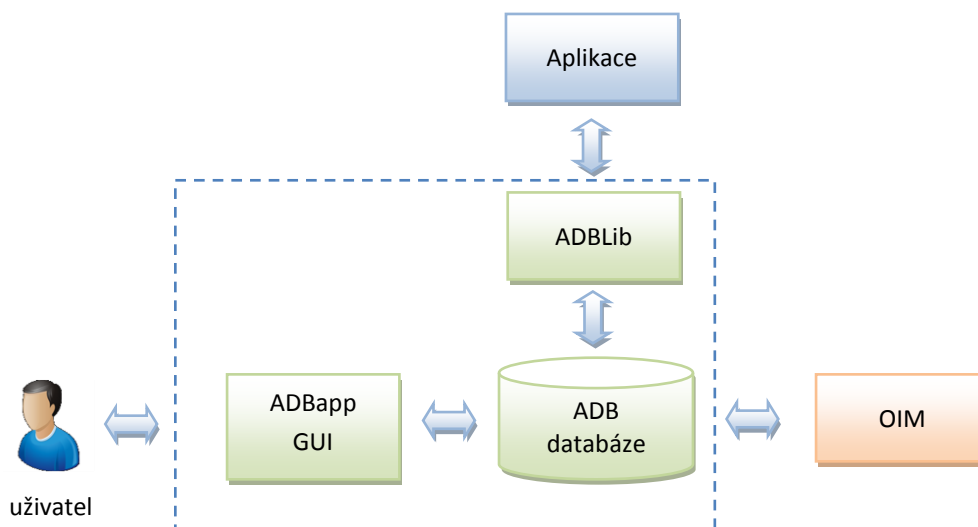 Aplikace
ADBLib
ADBapp
GUI
ADB
databáze
OIM
uživatel